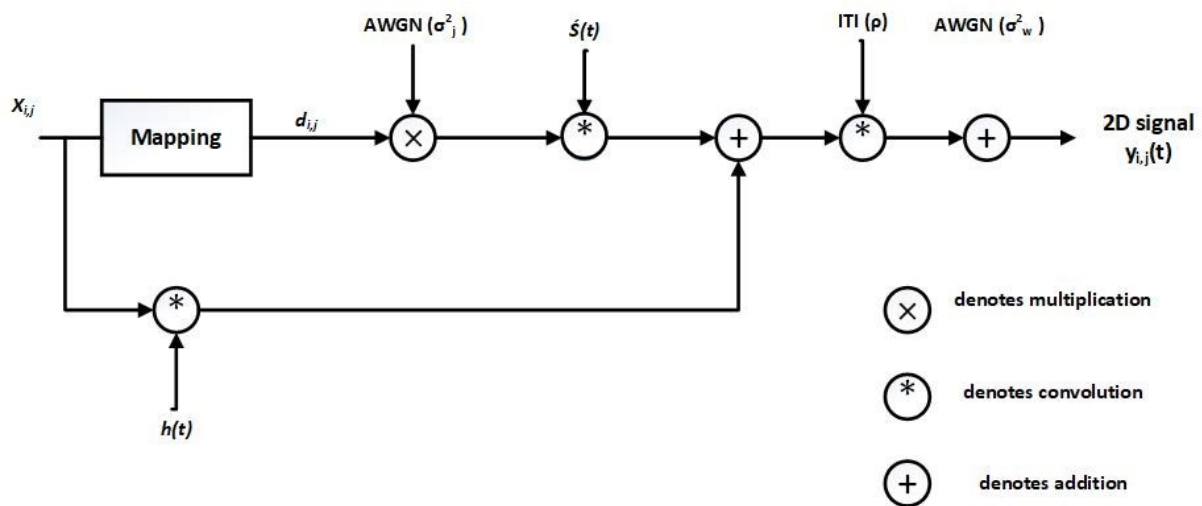 AWGN (σ²ⱼ )
Ś(t)
ITI (ρ)
AWGN (σ²w )
Xi,j
Mapping
di,j
×
*
+
*
+
2D signal
yi,j(t)
*
h(t)
× denotes multiplication
* denotes convolution
+ denotes addition